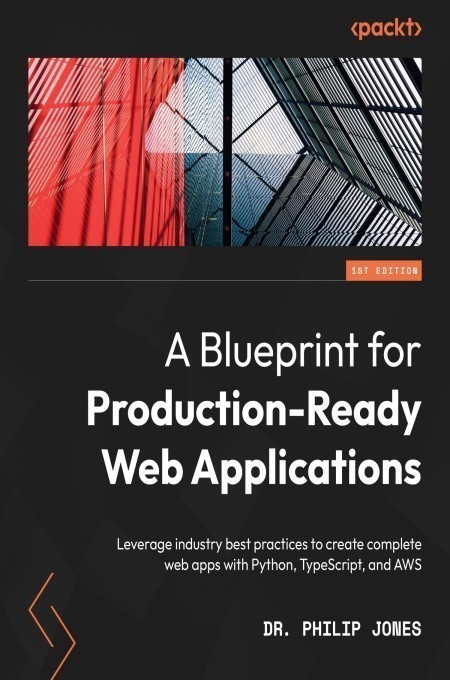 <packt>
1ST EDITION
A Blueprint for
Production-Ready
Web Applications
Leverage industry best practices to create complete
web apps with Python, TypeScript, and AWS
DR. PHILIP JONES